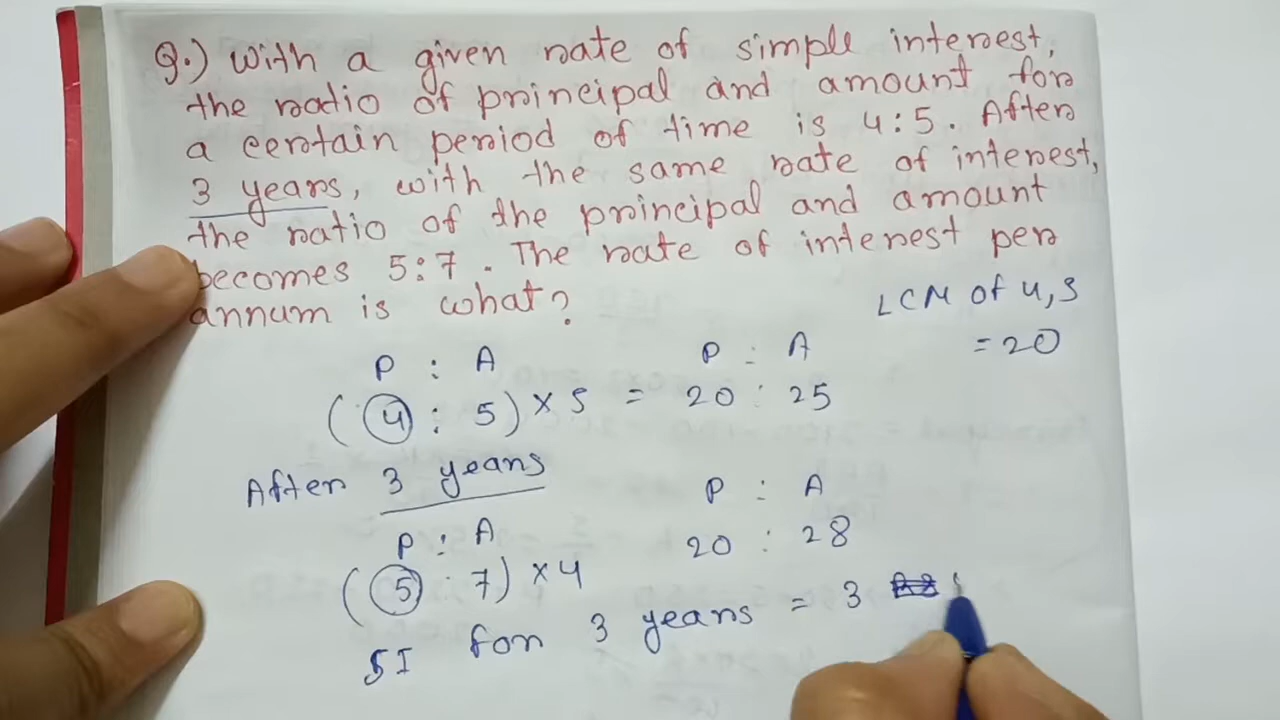 Q.) With a given rate of simple interest,
the ratio of principal and amount for
a certain period of time is 4:5. After
3 years, with the same rate of interest,
the ratio of the principal and amount
becomes 5:7. The rate of interest per
annum is what?
LCM of 4,5
= 20
P : A P : A
(4 : 5) × 5 = 20 : 25
After 3 years
P : A P : A
(5 : 7) × 4 20 : 28
SI for 3 years = 3